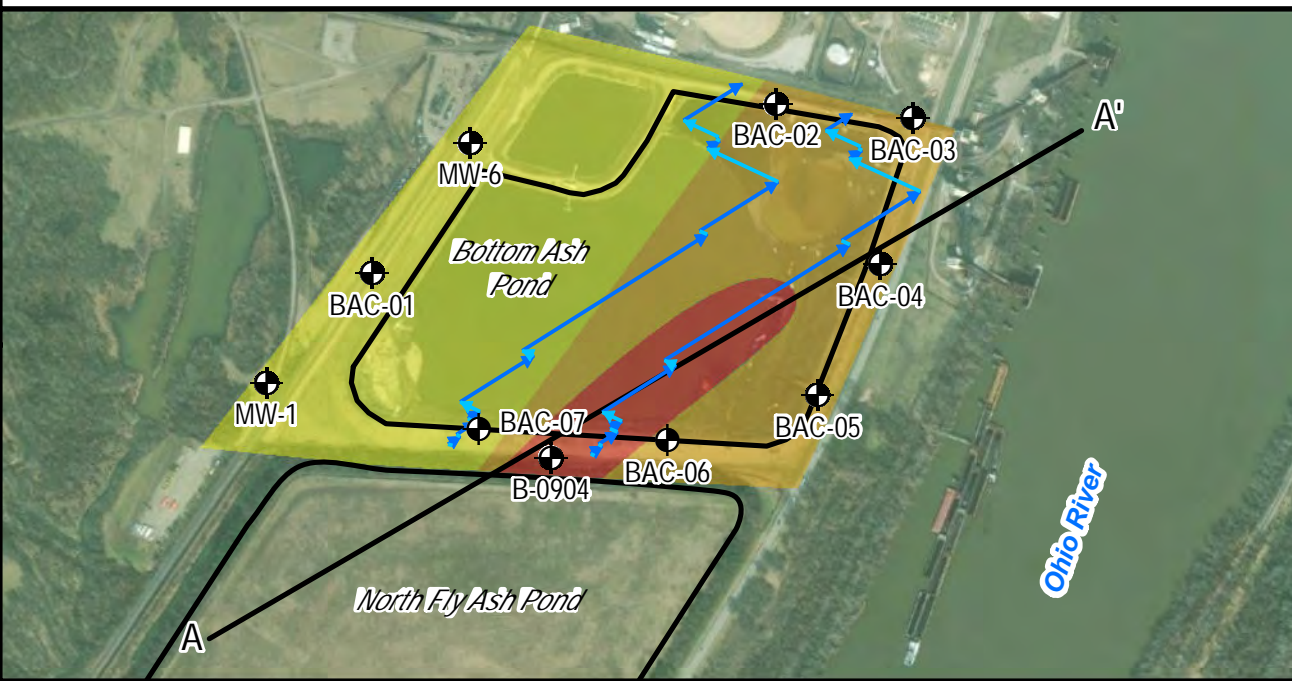 A'
BAC-02
BAC-03
MW-6
Bottom Ash
Pond
BAC-01
BAC-04
MW-1
BAC-07
BAC-05
BAC-06
B-0904
Ohio River
North Fly Ash Pond
A